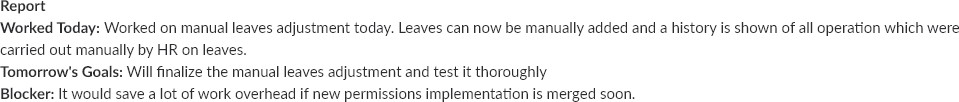 Report
Worked Today: Worked on manual leaves adjustment today. Leaves can now be manually added and a history is shown of all operation which were
carried out manually by HR on leaves.
Tomorrow's Goals: Will finalize the manual leaves adjustment and test it thoroughly
Blocker: It would save a lot of work overhead if new permissions implementation is merged soon.